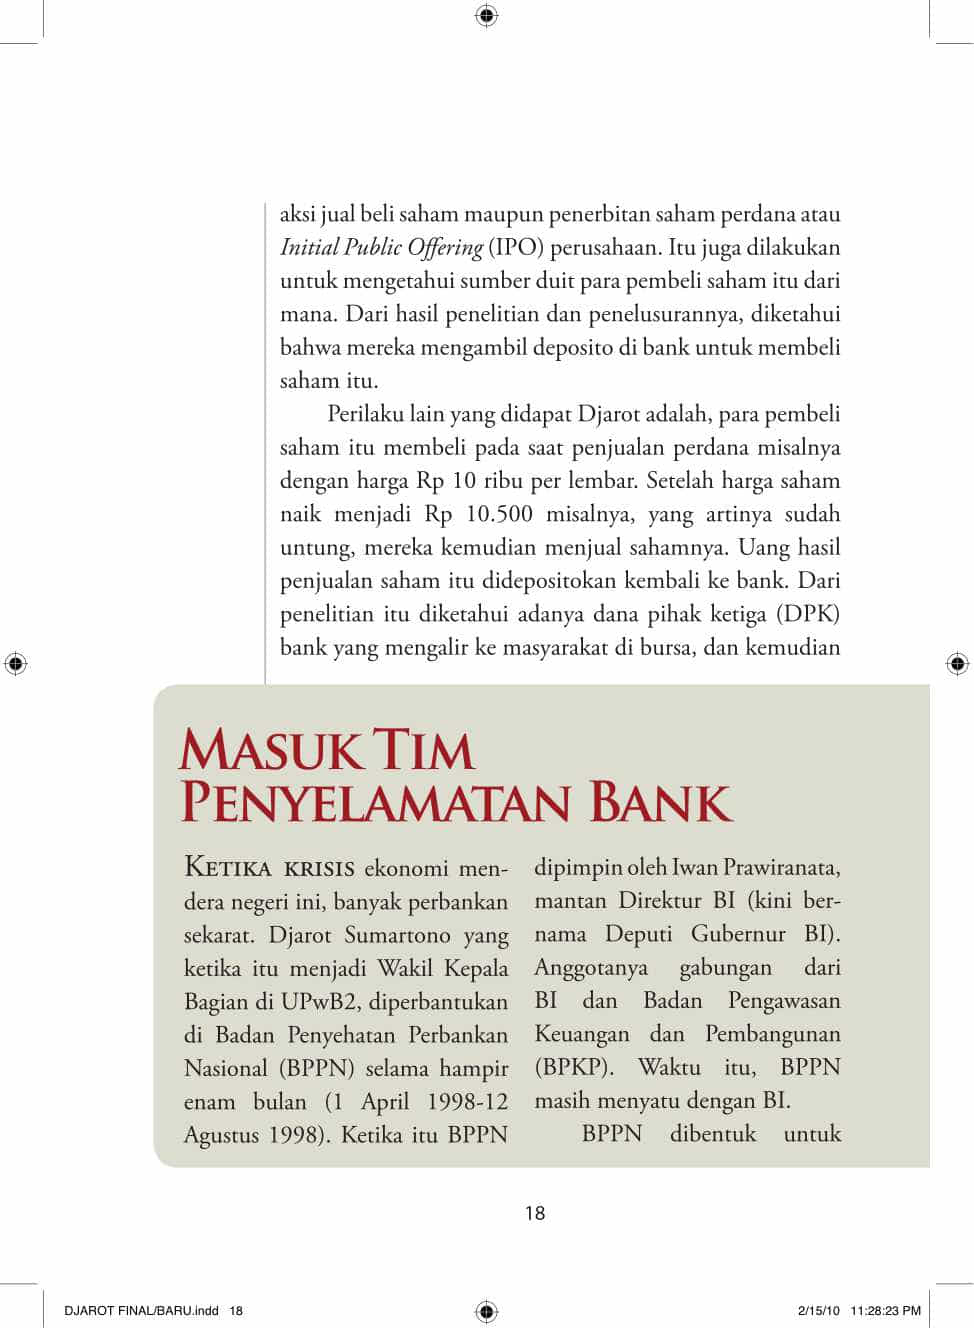 aksi jual beli saham maupun penerbitan saham perdana atau
Initial Public Offering (IPO) perusahaan. Itu juga dilakukan
untuk mengetahui sumber duit para pembeli saham itu dari
mana. Dari hasil penelitian dan penelusurannya, diketahui
bahwa mereka mengambil deposito di bank untuk membeli
saham itu.
Perilaku lain yang didapat Djarot adalah, para pembeli
saham itu membeli pada saat penjualan perdana misalnya
dengan harga Rp 10 ribu per lembar. Setelah harga saham
naik menjadi Rp 10.500 misalnya, yang artinya sudah
untung, mereka kemudian menjual sahamnya. Uang hasil
penjualan saham itu didepositokan kembali ke bank. Dari
penelitian itu diketahui adanya dana pihak ketiga (DPK)
bank yang mengalir ke masyarakat di bursa, dan kemudian
MASUK TIM
PENYELAMATAN BANK
KETIKA KRISIS ekonomi men-
dera negeri ini, banyak perbankan
sekarat. Djarot Sumartono yang
ketika itu menjadi Wakil Kepala
Bagian di UPwB2, diperbantukan
di Badan Penyehatan Perbankan
Nasional (BPPN) selama hampir
enam bulan (1 April 1998-12
Agustus 1998). Ketika itu BPPN
dipimpin oleh Iwan Prawiranata,
mantan Direktur BI (kini ber-
nama Deputi Gubernur BI).
Anggotanya gabungan dari
BI dan Badan Pengawasan
Keuangan dan Pembangunan
(BPKP). Waktu itu, BPPN
masih menyatu dengan BI.
BPPN dibentuk untuk
18
DJAROT FINAL/BARU.indd 18
2/15/10 11:28:23 PM